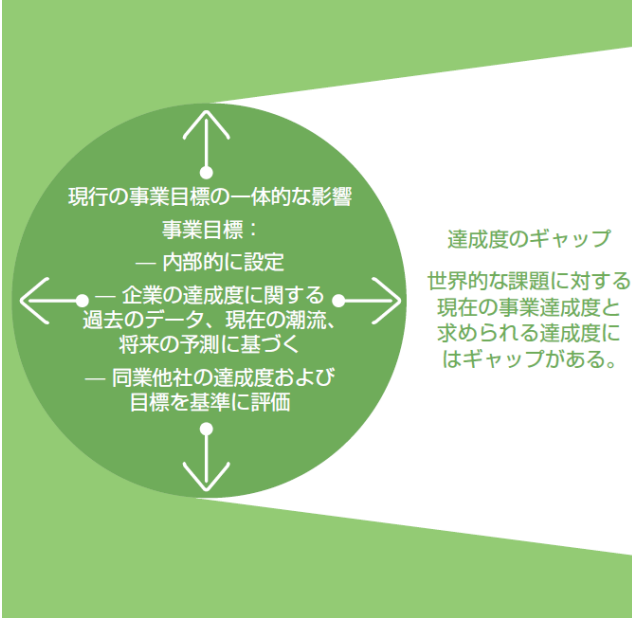 現行の事業目標の一体的な影響
事業目標：
― 内部的に設定
― 企業の達成度に関する
過去のデータ、現在の潮流、
将来の予測に基づく
― 同業他社の達成度および
目標を基準に評価
達成度のギャップ
世界的な課題に対する
現在の事業達成度と
求められる達成度に
はギャップがある。